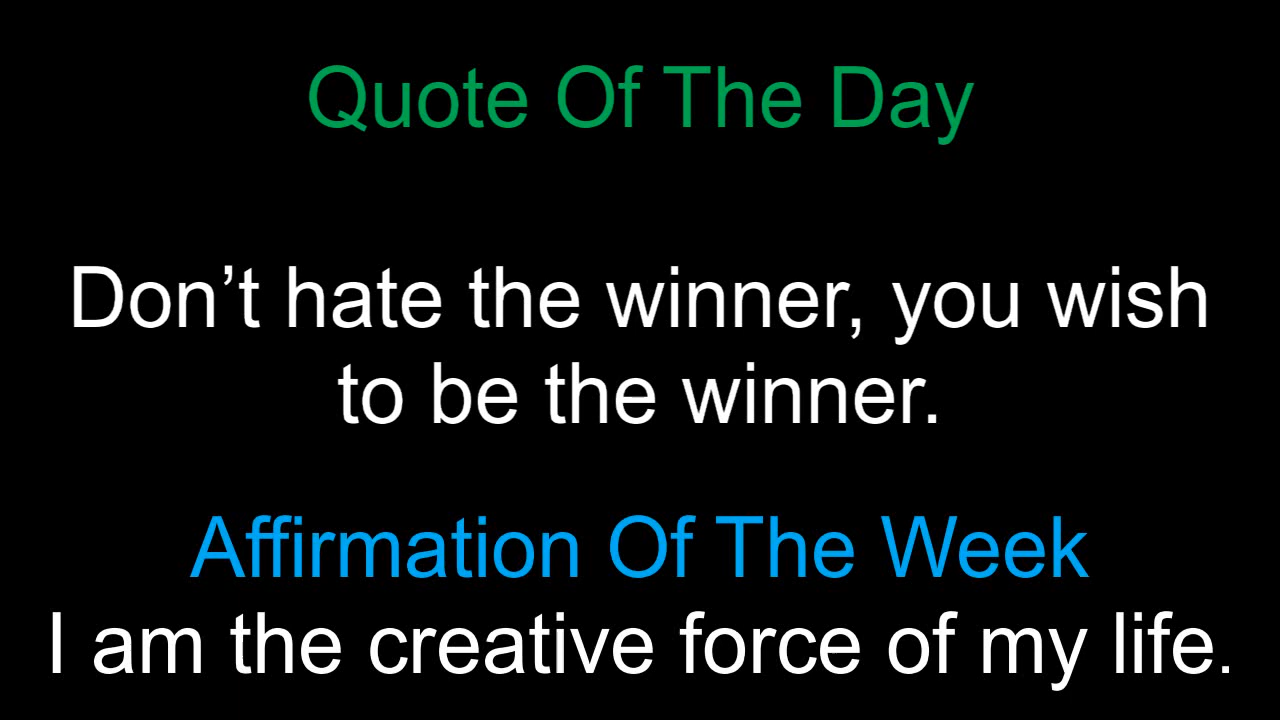 Quote Of The Day
Don’t hate the winner, you wish
to be the winner.
Affirmation Of The Week
I am the creative force of my life.